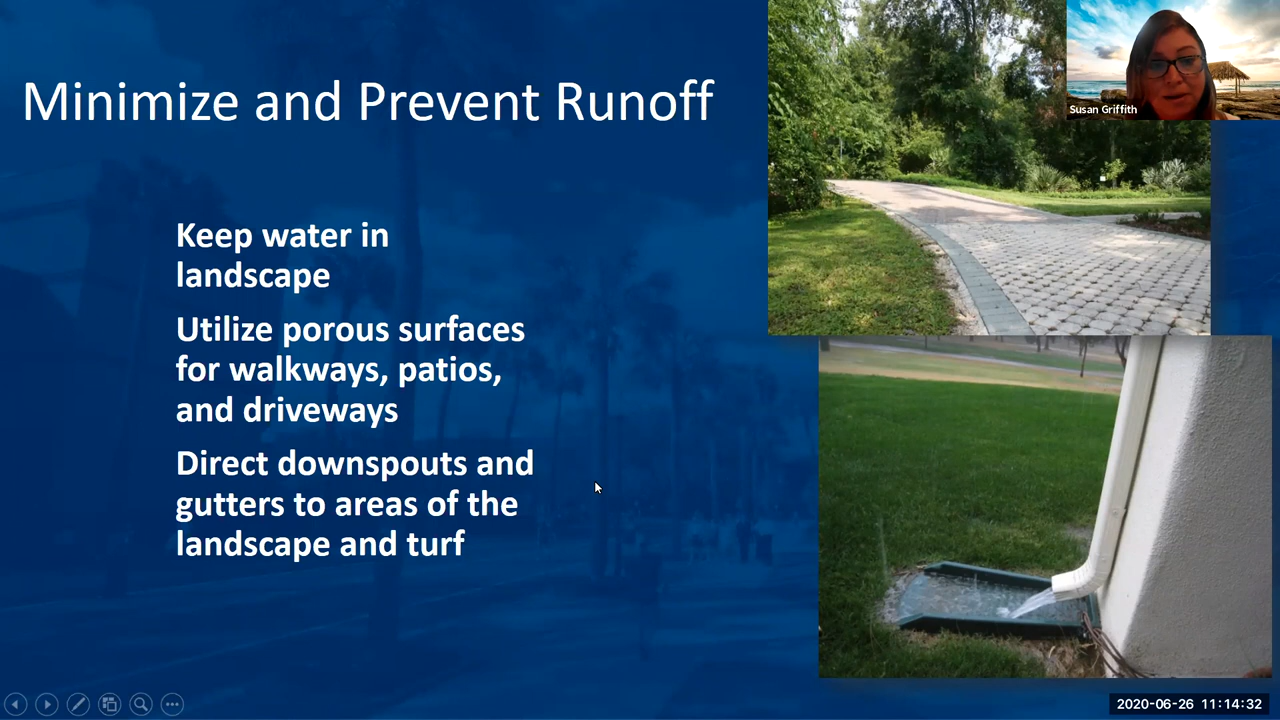 Minimize and Prevent Runoff
Susan Griffith
Keep water in
landscape
Utilize porous surfaces
for walkways, patios,
and driveways
Direct downspouts and
gutters to areas of the
landscape and turf
2020-06-26 11:14:32